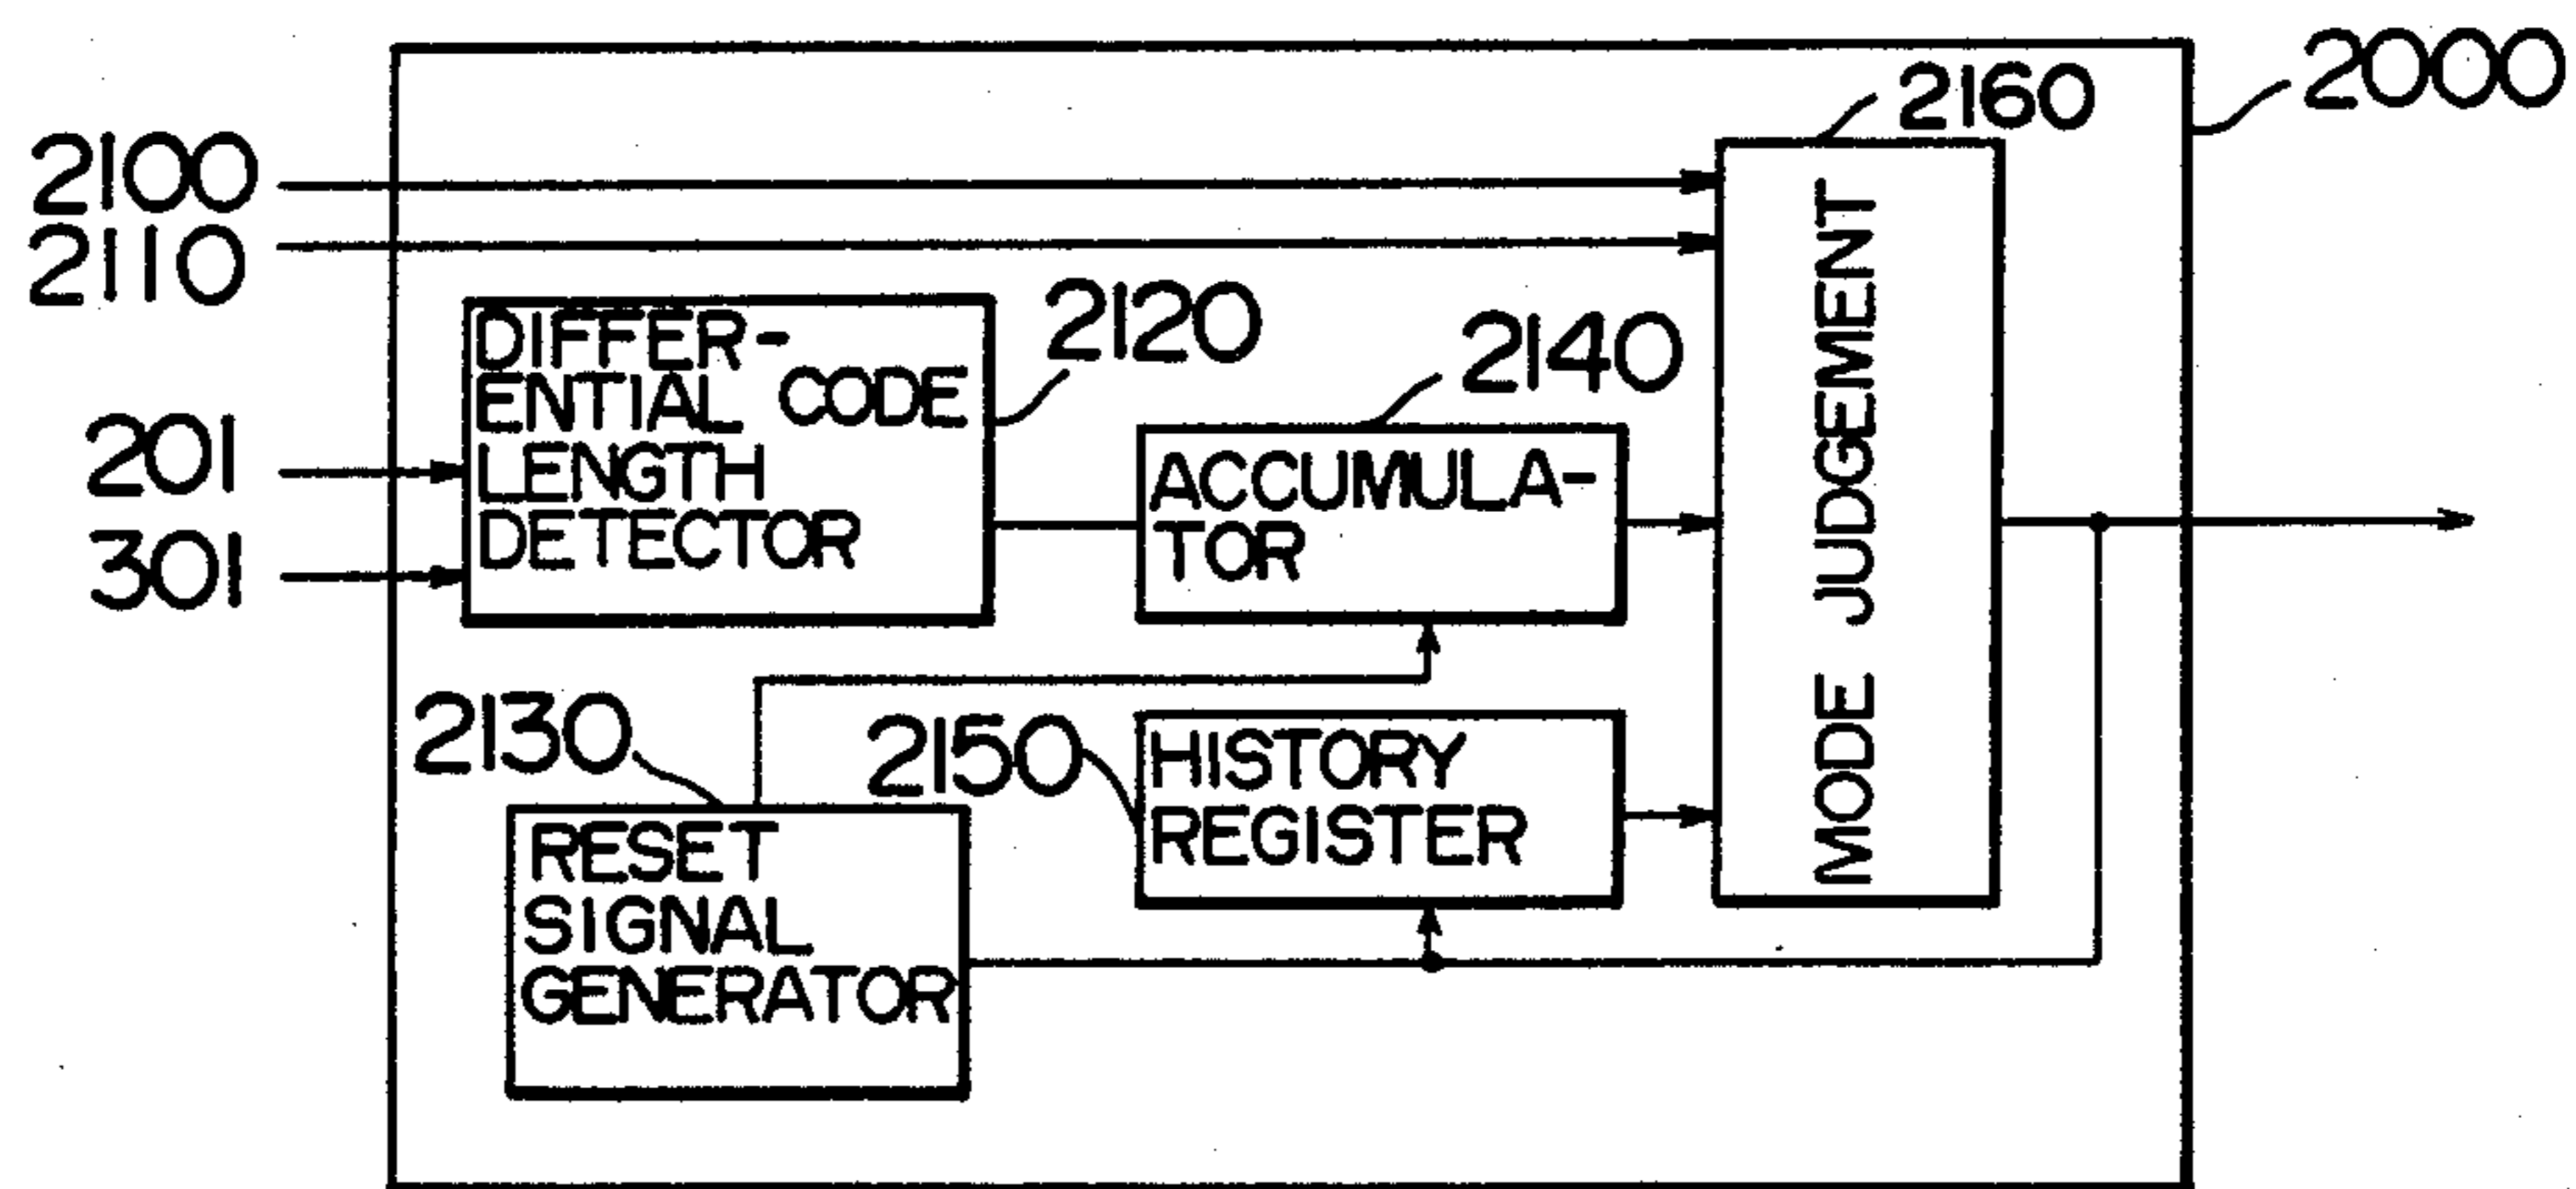 2000
2160
2100
2110
DIFFER-
ENTIAL CODE
LENGTH
DETECTOR
2120
2140
201
301
ACCUMULA-
TOR
MODE JUDGEMENT
2130
2150
HISTORY
REGISTER
RESET
SIGNAL
GENERATOR